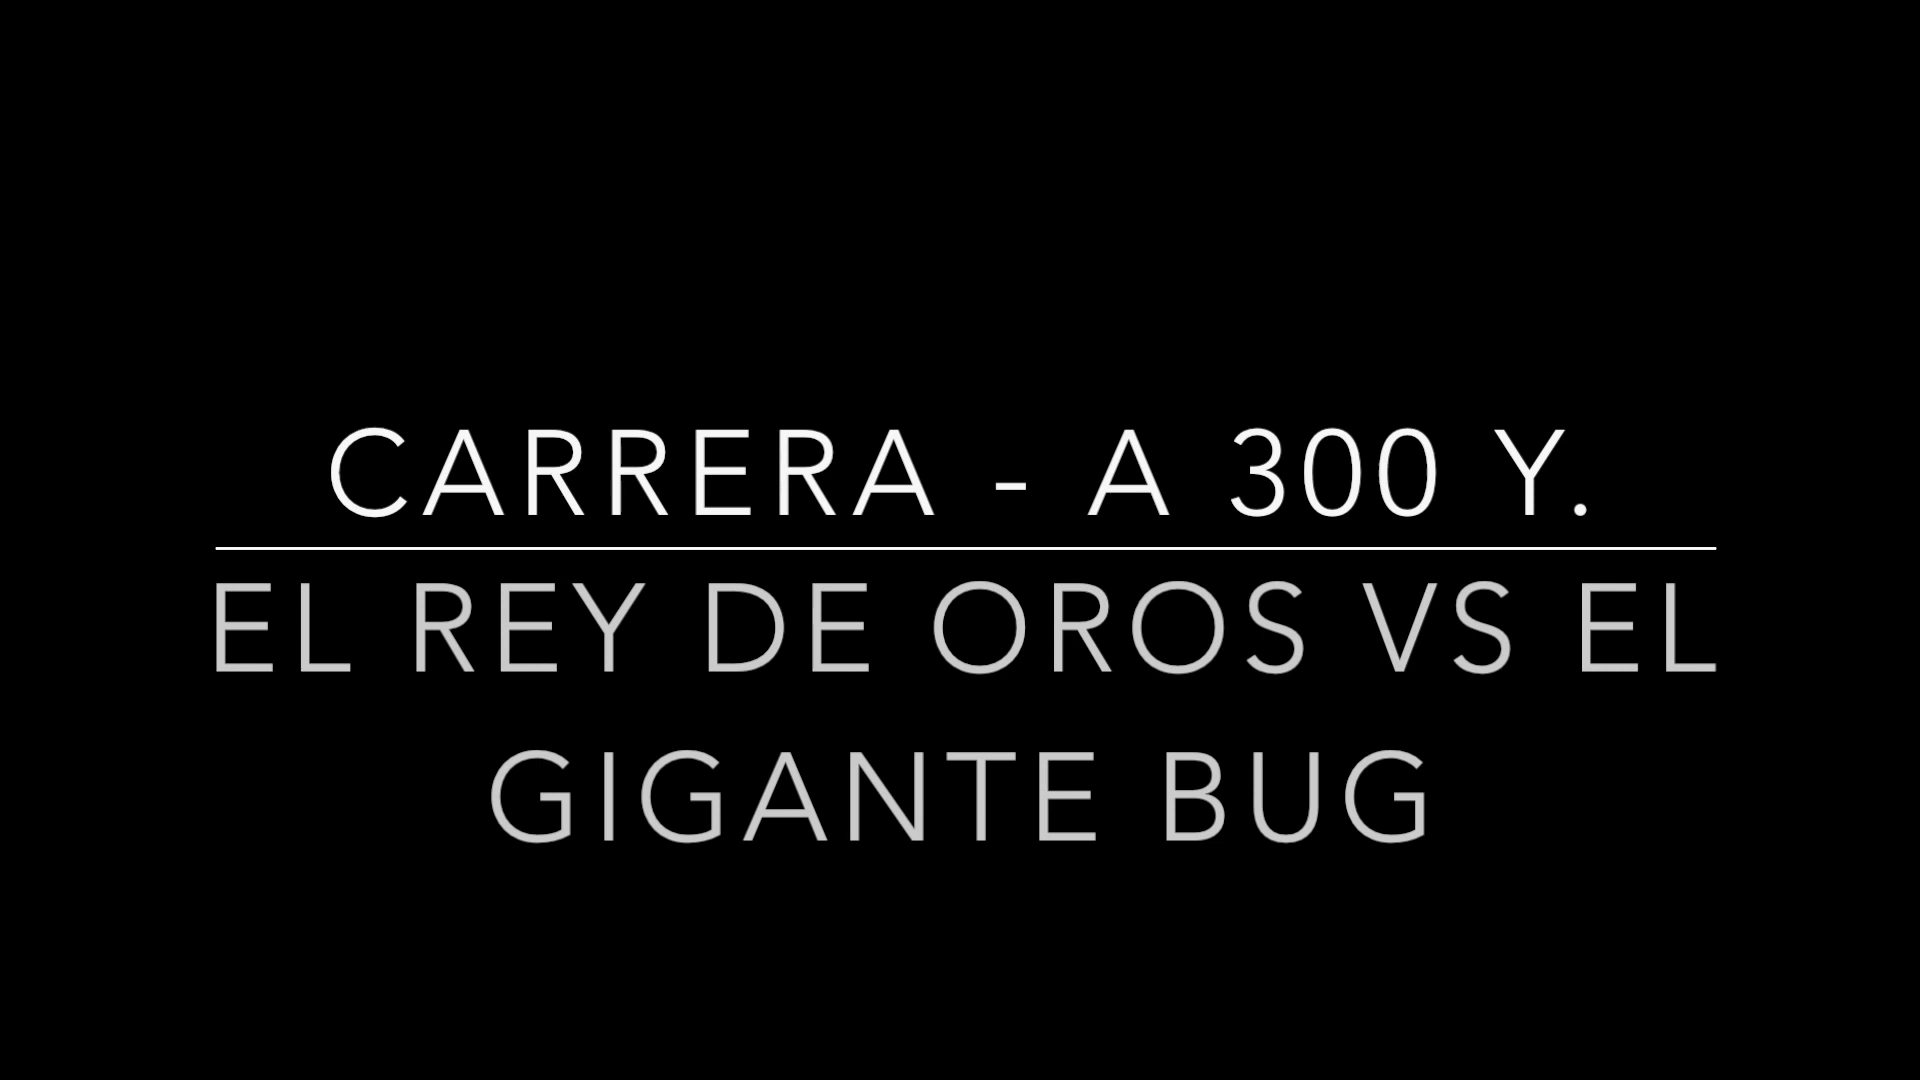 CARRERA - A 300 Y.
EL REY DE OROS VS EL
GIGANTE BUG